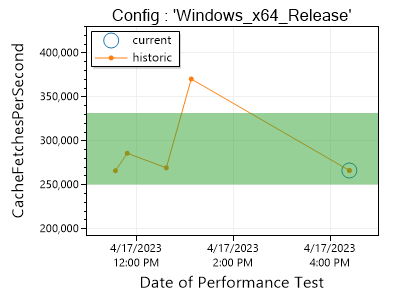 Config : 'Windows_x64_Release'
current
historic
CacheFetchesPerSecond
400,000
350,000
300,000
250,000
200,000
4/17/2023
12:00 PM
4/17/2023
2:00 PM
4/17/2023
4:00 PM
Date of Performance Test